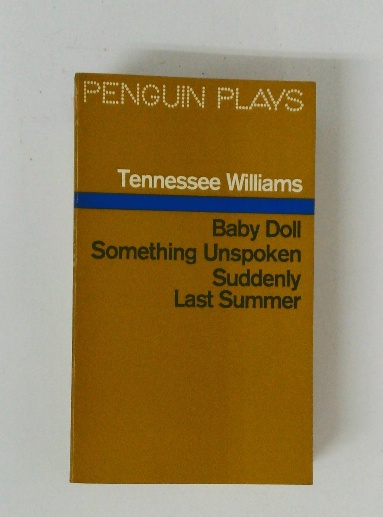 PENGUIN PLAYS
Tennessee Williams
Baby Doll
Something Unspoken
Suddenly
Last Summer